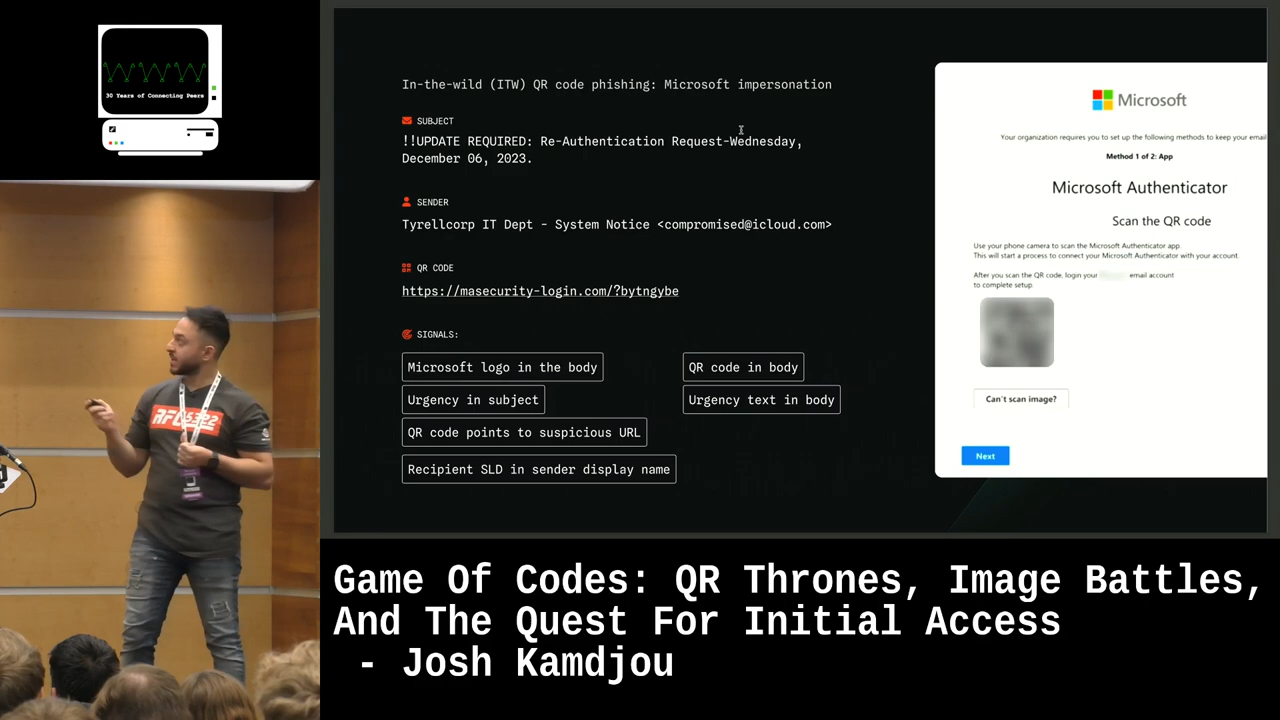 30 Years of Connecting Peers
In-the-wild (ITW) QR code phishing: Microsoft impersonation
SUBJECT
!!UPDATE REQUIRED: Re-Authentication Request-Wednesday,
December 06, 2023.
SENDER
Tyrellcorp IT Dept - System Notice <compromised@icloud.com>
QR CODE
https://masecurity-login.com/?bytngybe
SIGNALS:
Microsoft logo in the body
QR code in body
Urgency in subject
Urgency text in body
QR code points to suspicious URL
Recipient SLD in sender display name
Microsoft
Your organization requires you to set up the following methods to keep your email
Method 1 of 2: App
Microsoft Authenticator
Scan the QR code
Use your phone camera to scan the Microsoft Authenticator app.
This will start a process to connect your Microsoft Authenticator with your account.
After you scan the QR code, login your email account
to complete setup.
Can't scan image?
Next
RFC5322
Game Of Codes: QR Thrones, Image Battles,
And The Quest For Initial Access
- Josh Kamdjou